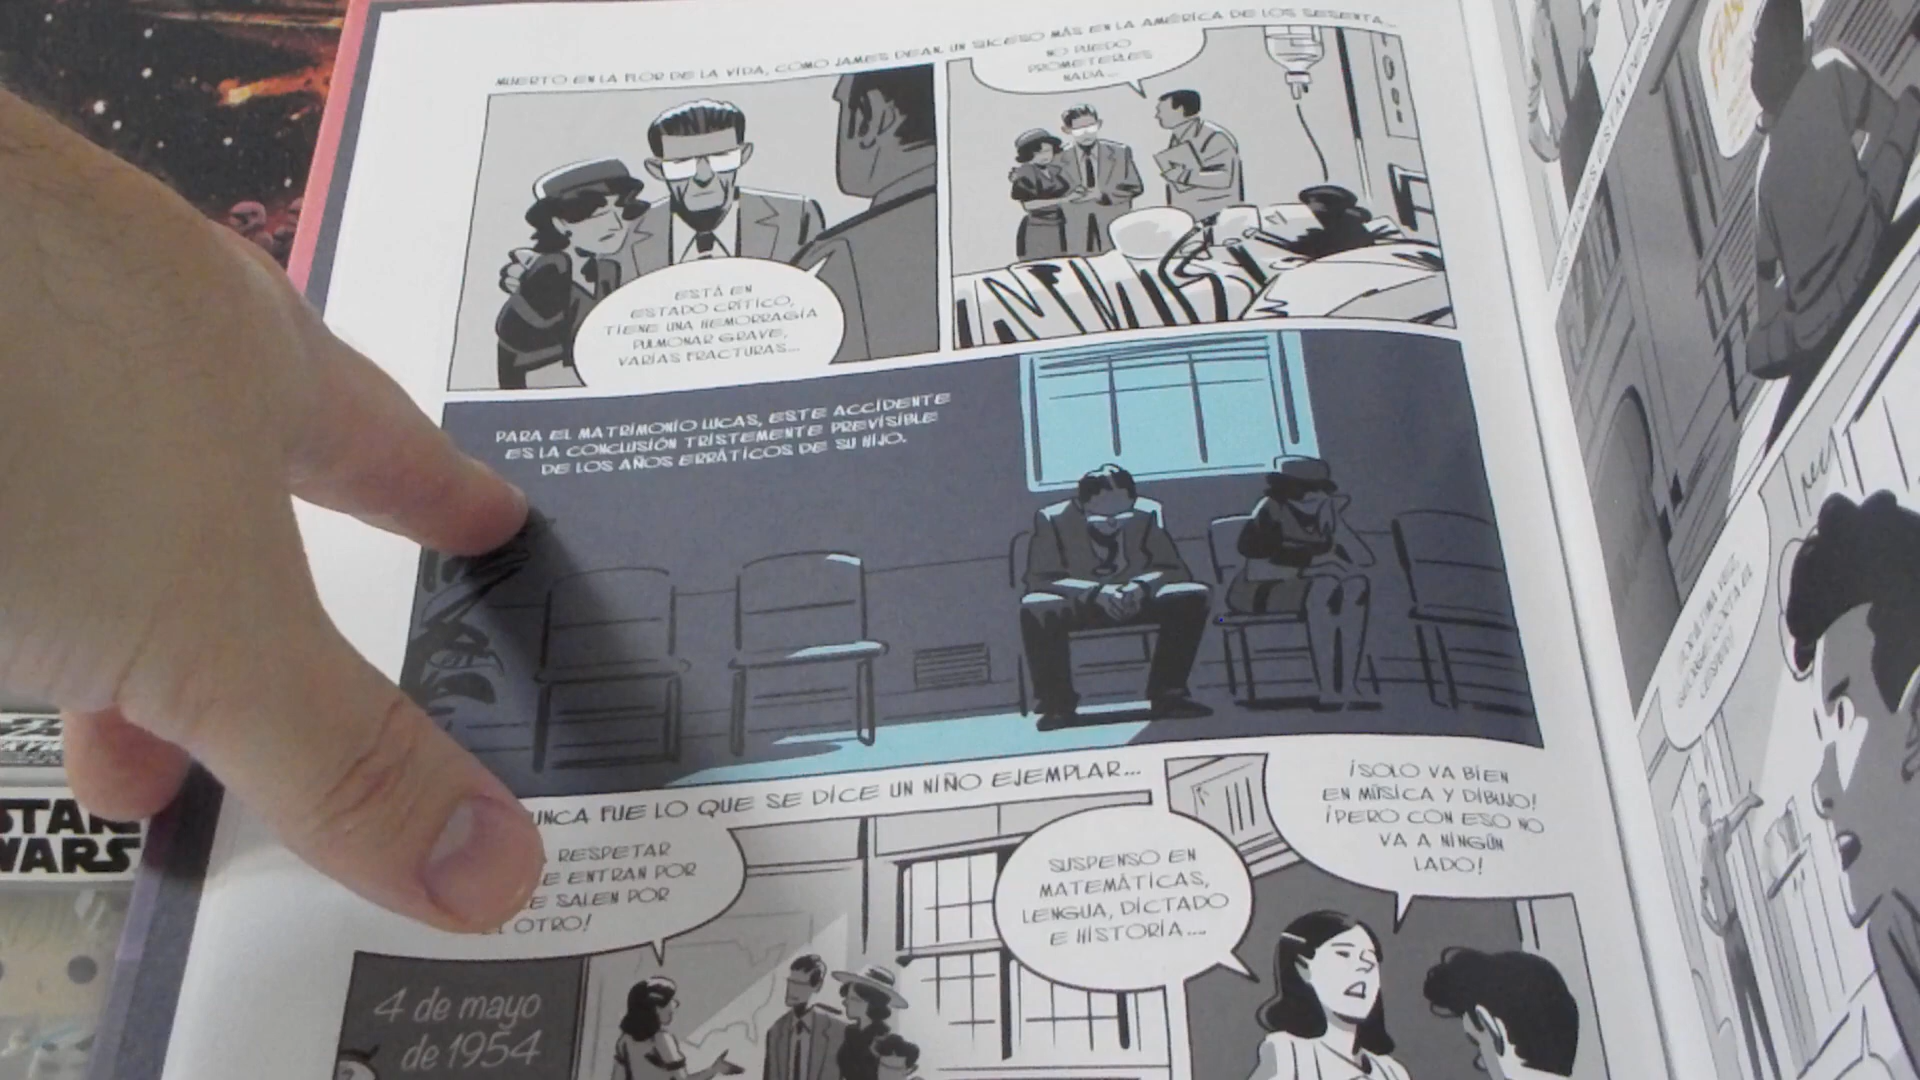 MUERTO EN LA FLOR DE LA VIDA, COMO JAMES DEAN. UN SUCESO MÁS EN LA AMÉRICA DE LOS SESENTA...
NO PUEDO
PROMETERLES
NADA...
ESTÁ EN
ESTADO CRÍTICO,
TIENE UNA HEMORRAGIA
PULMONAR GRAVE,
VARIAS FRACTURAS...
PARA EL MATRIMONIO LUCAS, ESTE ACCIDENTE
ES LA CONCLUSIÓN TRISTEMENTE PREVISIBLE
DE LOS AÑOS ERRÁTICOS DE SU HIJO.
UNCA FUE LO QUE SE DICE UN NIÑO EJEMPLAR...
RESPETAR
E ENTRAN POR
E SALEN POR
EL OTRO!
SUSPENSO EN
MATEMÁTICAS,
LENGUA, DICTADO
E HISTORIA...
¡SOLO VA BIEN
EN MÚSICA Y DIBUJO!
¡PERO CON ESO NO
VA A NINGÚN
LADO!
4 de mayo
de 1954
STAR
WARS